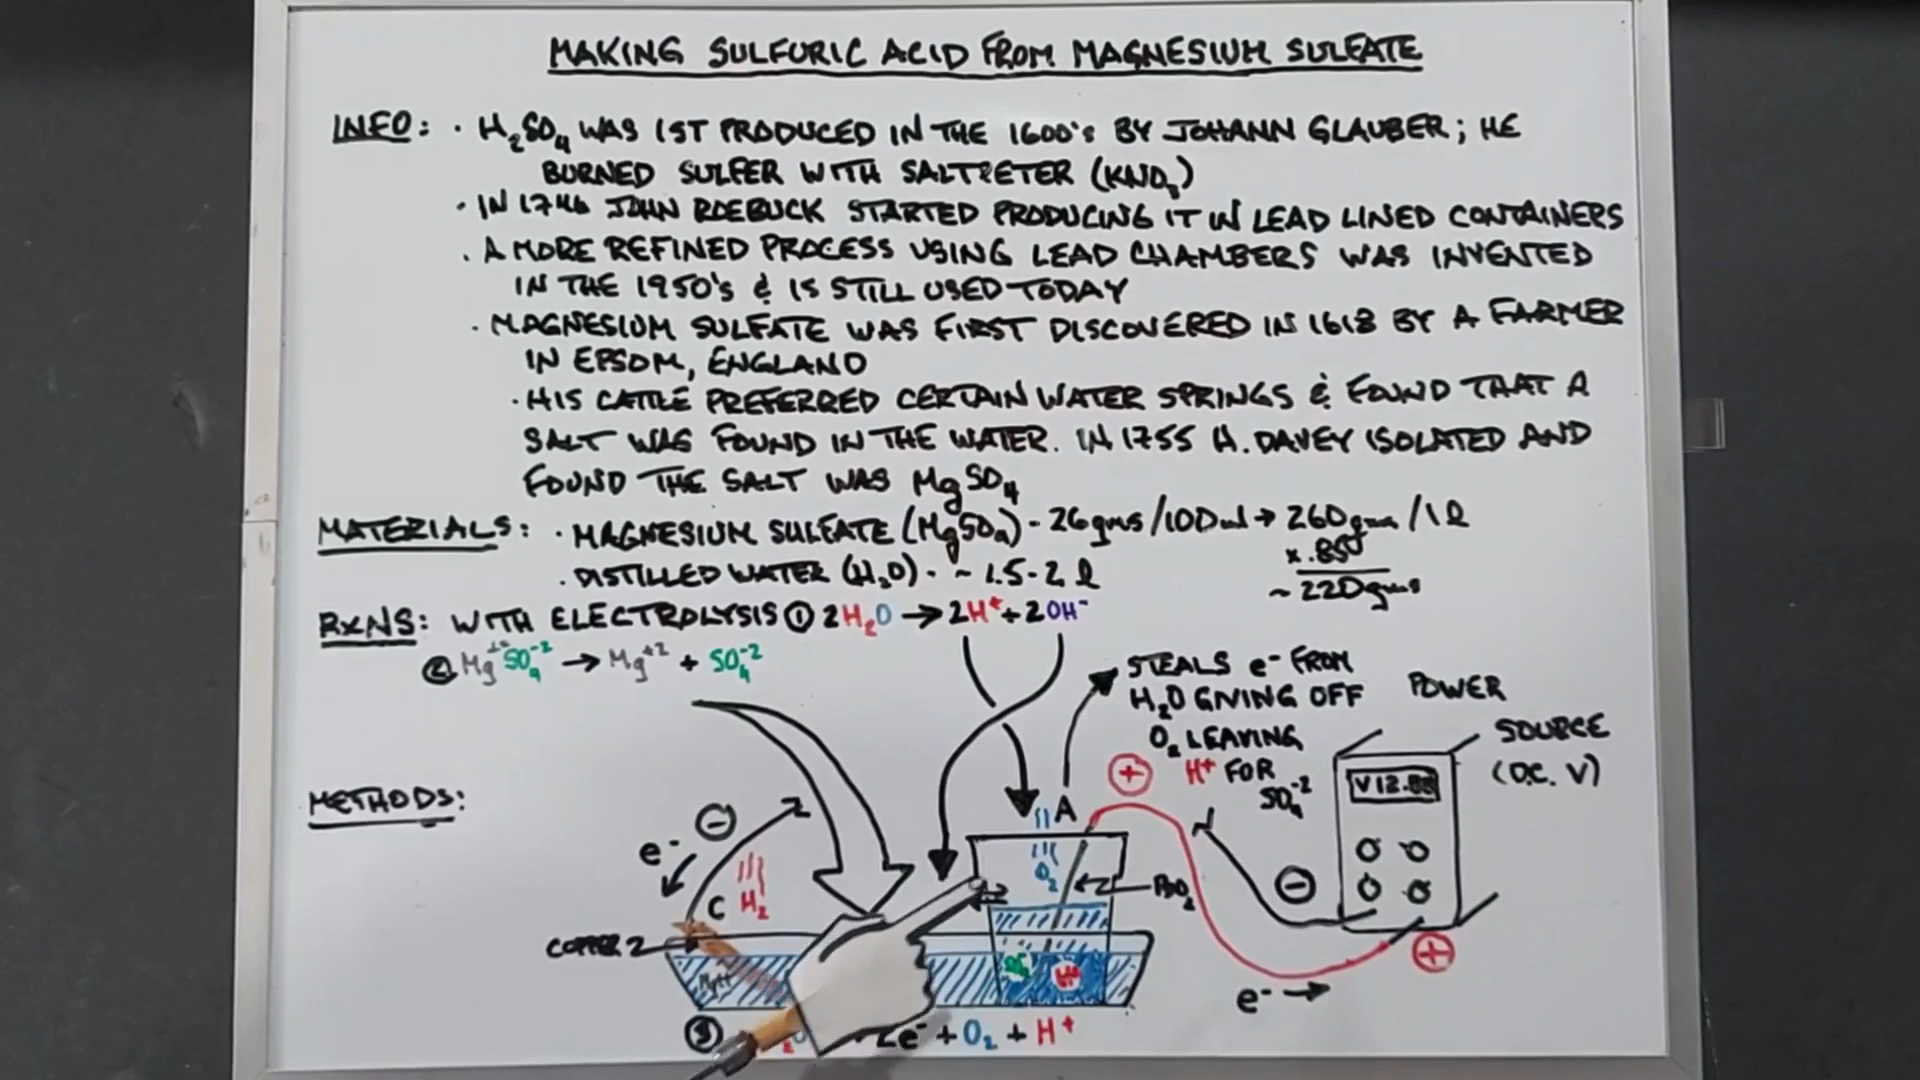 MAKING SULFURIC ACID FROM MAGNESIUM SULFATE
INFO: · H₂SO₄ WAS 1ST PRODUCED IN THE 1600's BY JOHANN GLAUBER; HE
BURNED SULFER WITH SALTPETER (KNO₃)
· IN 1746 JOHN ROEBUCK STARTED PRODUCING IT IN LEAD LINED CONTAINERS
· A MORE REFINED PROCESS USING LEAD CHAMBERS WAS INVENTED
IN THE 1950's & IS STILL USED TODAY
· MAGNESIUM SULFATE WAS FIRST DISCOVERED IN 1618 BY A FARMER
IN EPSOM, ENGLAND
· HIS CATTLE PREFERRED CERTAIN WATER SPRINGS & FOUND THAT A
SALT WAS FOUND IN THE WATER. IN 1755 H. DAVEY ISOLATED AND
FOUND THE SALT WAS MgSO₄
MATERIALS: · MAGNESIUM SULFATE (MgSO₄) - 26gms/100ml → 260gms/1l
x .85
~220gms
· DISTILLED WATER (H₂O) - ~1.5-2 l
RXNS: WITH ELECTROLYSIS ① 2H₂O → 2H⁺ + 2OH⁻
② Mg⁺²SO₄⁻² → Mg⁺² + SO₄⁻²
STEALS e⁻ FROM
H₂O GIVING OFF
O₂ LEAVING
H⁺ FOR
SO₄⁻²
POWER
SOURCE
(D.C. V)
METHODS:
V12.85
+
A
-
e⁻
O₂
PbO₂
-
C
H₂
COPPER
Mg⁺⁺
H⁺
+
e⁻ →
③
e⁻ + O₂ + H⁺